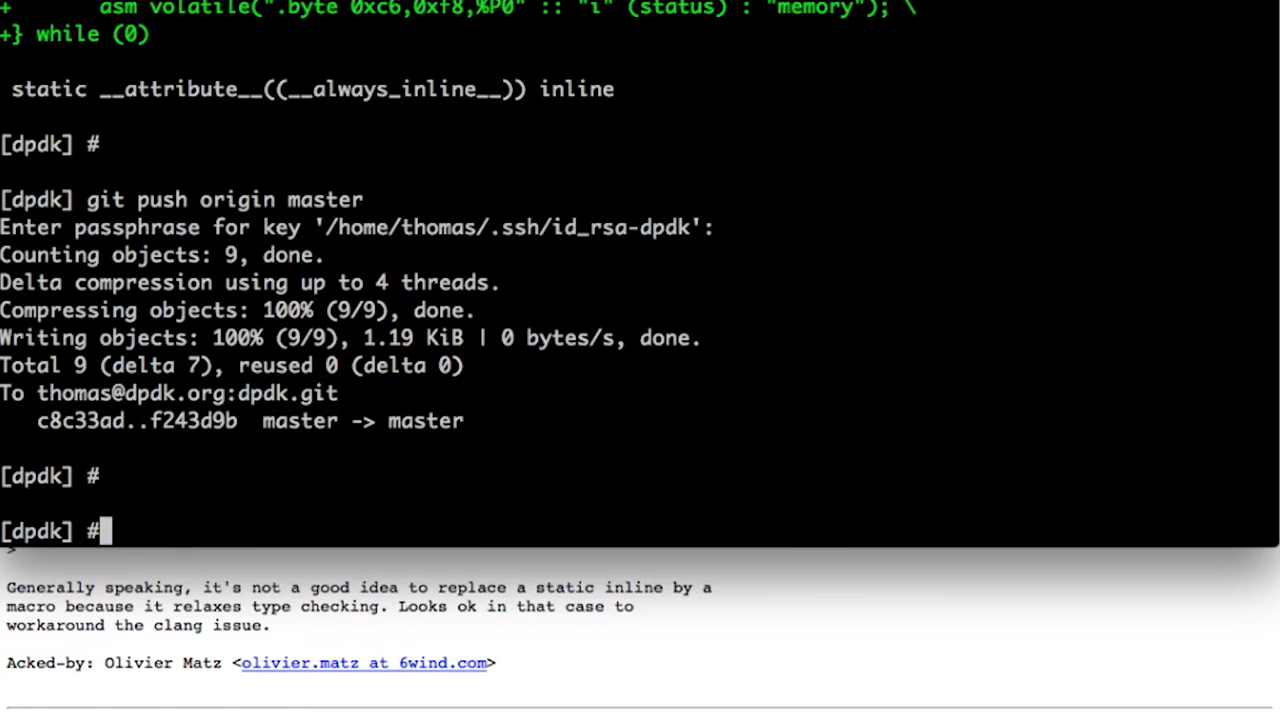 +       asm volatile(".byte 0xc6,0xf8,%P0" :: "i" (status) : "memory"); \
+} while (0)
 static __attribute__((__always_inline__)) inline
[dpdk] #
[dpdk] git push origin master
Enter passphrase for key '/home/thomas/.ssh/id_rsa-dpdk':
Counting objects: 9, done.
Delta compression using up to 4 threads.
Compressing objects: 100% (9/9), done.
Writing objects: 100% (9/9), 1.19 KiB | 0 bytes/s, done.
Total 9 (delta 7), reused 0 (delta 0)
To thomas@dpdk.org:dpdk.git
   c8c33ad..f243d9b  master -> master
[dpdk] #
[dpdk] #
>
Generally speaking, it's not a good idea to replace a static inline by a
macro because it relaxes type checking. Looks ok in that case to
workaround the clang issue.
Acked-by: Olivier Matz <olivier.matz at 6wind.com>